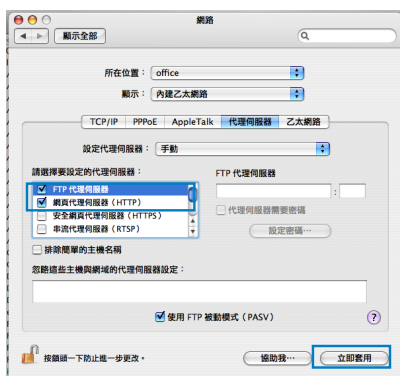 網路
顯示全部
所在位置： office
顯示： 內建乙太網路
TCP/IP PPPoE AppleTalk 代理伺服器 乙太網路
設定代理伺服器： 手動
請選擇要設定的代理伺服器： FTP 代理伺服器
FTP 代理伺服器 :
網頁代理伺服器（HTTP）
安全網頁代理伺服器（HTTPS） 代理伺服器需要密碼
串流代理伺服器（RTSP） 設定密碼…
排除簡單的主機名稱
忽略這些主機與網域的代理伺服器設定：
使用 FTP 被動模式（PASV） ?
按鎖頭一下防止進一步更改。 協助我… 立即套用